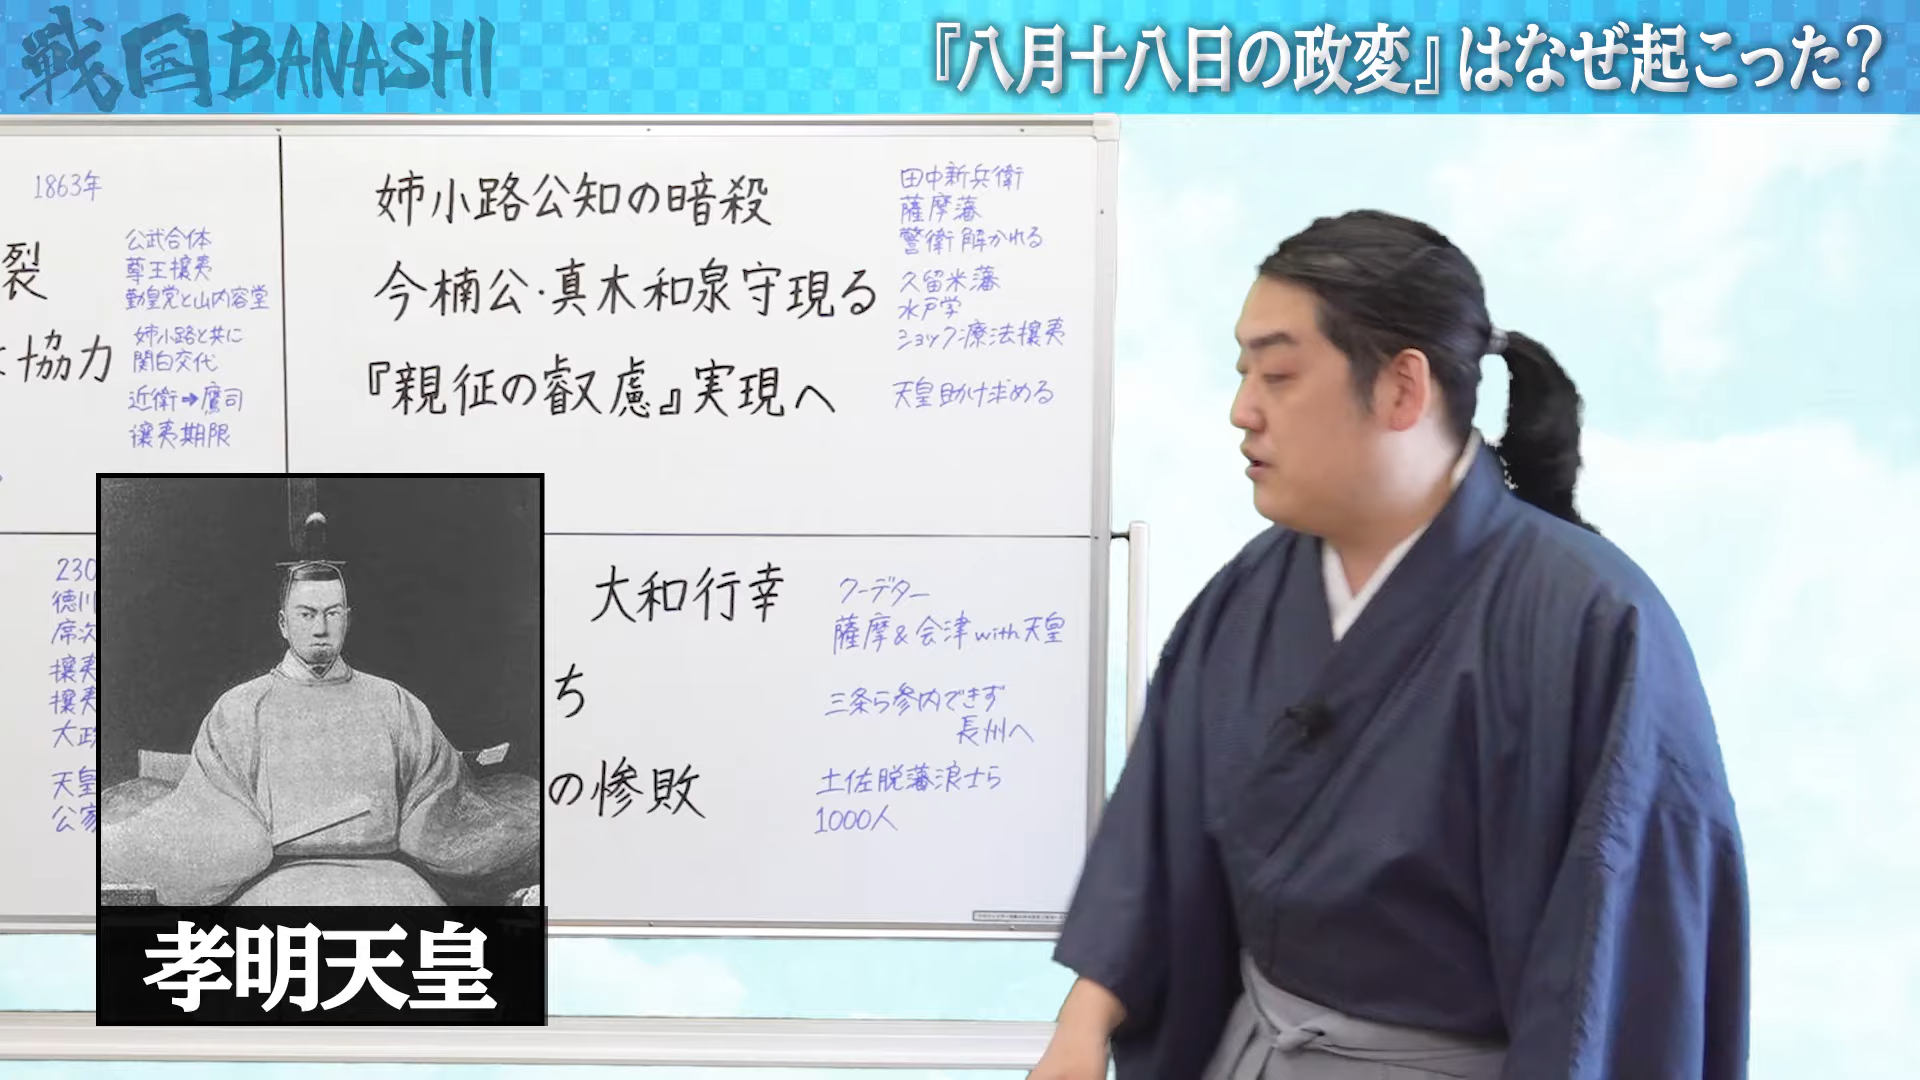 戦国BANASHI
『八月十八日の政変』はなぜ起こった?
1863年
裂
公武合体
尊王攘夷
勤皇党と山内容堂
協力
姉小路と共に
関白交代
近衛➡鷹司
攘夷期限
姉小路公知の暗殺
田中新兵衛
薩摩藩
警衛解かれる
今楠公・真木和泉守現る
久留米藩
水戸学
ショック療法攘夷
『親征の叡慮』実現へ
天皇助け求める
230
徳川
席次
攘夷
攘夷
大政
天皇
公家
大和行幸
クーデター
薩摩&会津with天皇
ち
三条ら参内できず
長州へ
の惨敗
土佐脱藩浪士ら
1000人
孝明天皇